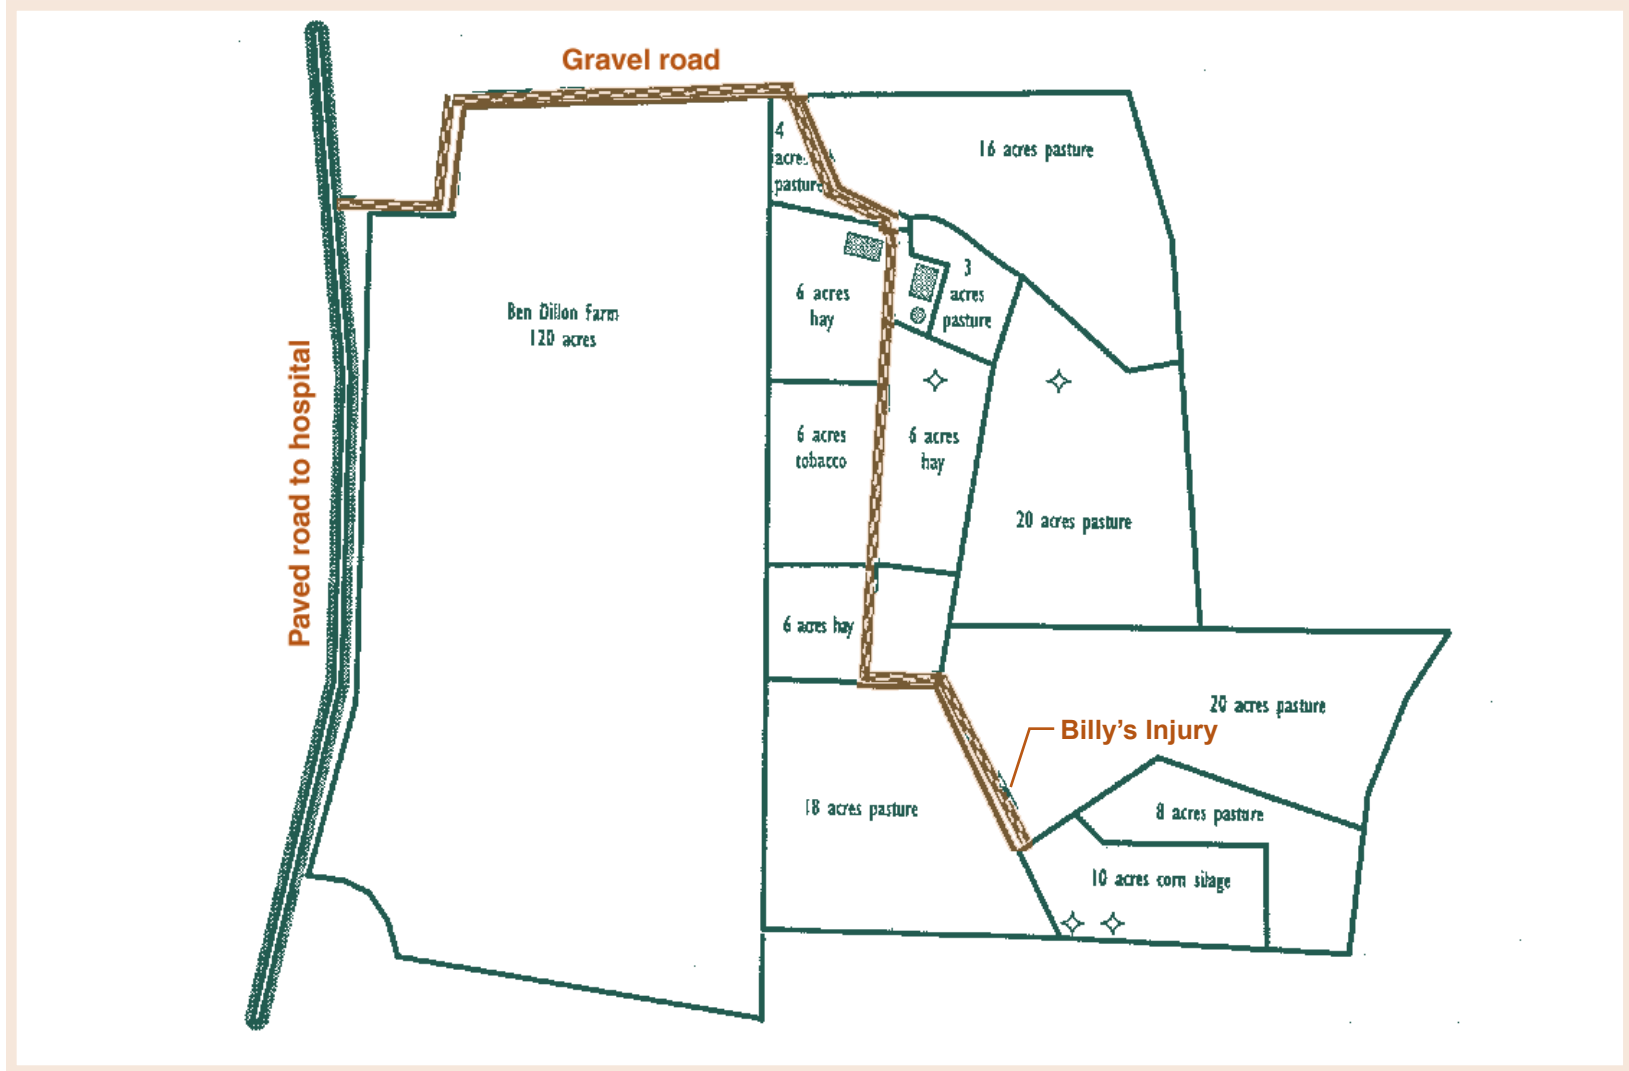 Gravel road
4
acres
pasture
16 acres pasture
3
acres
pasture
6 acres
hay
Ben Dillon Farm
120 acres
Paved road to hospital
6 acres
tobacco
6 acres
hay
20 acres pasture
6 acres hay
20 acres pasture
Billy's Injury
18 acres pasture
8 acres pasture
10 acres corn silage